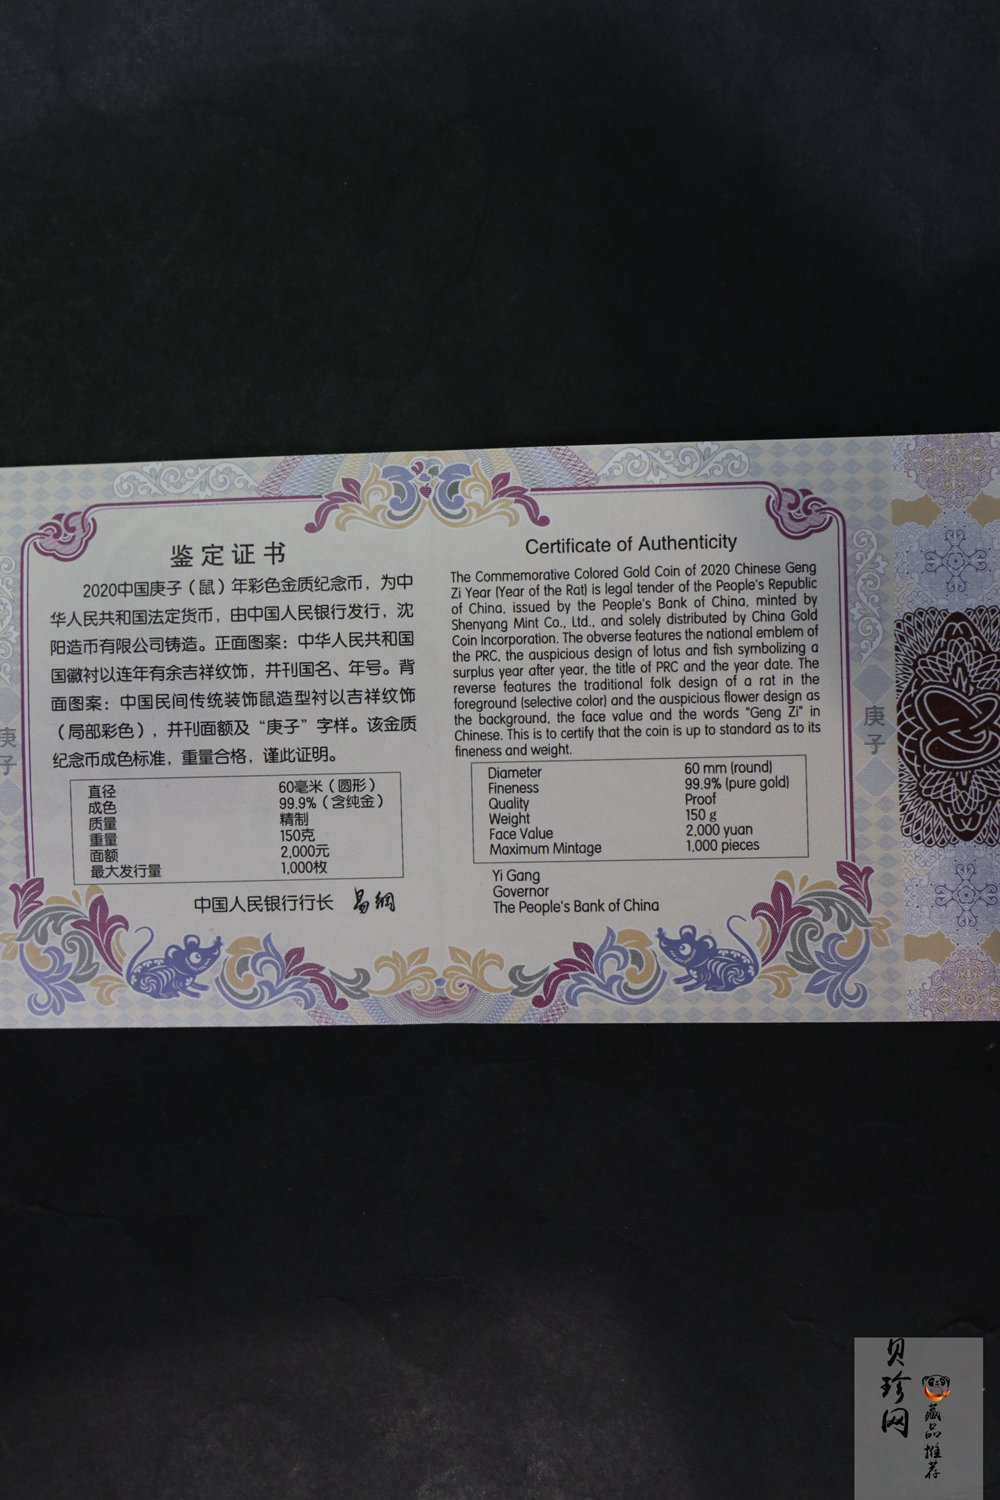 鉴定证书
2020中国庚子（鼠）年彩色金质纪念币，为中
华人民共和国法定货币，由中国人民银行发行，沈
阳造币有限公司铸造。正面图案：中华人民共和国
国徽衬以连年有余吉祥纹饰，并刊国名、年号。背
面图案：中国民间传统装饰鼠造型衬以吉祥纹饰
（局部彩色），并刊面额及“庚子”字样。该金质
纪念币成色标准，重量合格，谨此证明。
直径 60毫米（圆形）
成色 99.9%（含纯金）
质量 精制
重量 150克
面额 2,000元
最大发行量 1,000枚
中国人民银行行长 易纲
Certificate of Authenticity
The Commemorative Colored Gold Coin of 2020 Chinese Geng
Zi Year (Year of the Rat) is legal tender of the People's Republic
of China, issued by the People's Bank of China, minted by
Shenyang Mint Co., Ltd., and solely distributed by China Gold
Coin Incorporation. The obverse features the national emblem of
the PRC, the auspicious design of lotus and fish symbolizing a
surplus year after year, the title of PRC and the year date. The
reverse features the traditional folk design of a rat in the
foreground (selective color) and the auspicious flower design as
the background, the face value and the words "Geng Zi" in
Chinese. This is to certify that the coin is up to standard as to its
fineness and weight.
Diameter 60 mm (round)
Fineness 99.9% (pure gold)
Quality Proof
Weight 150 g
Face Value 2,000 yuan
Maximum Mintage 1,000 pieces
Yi Gang
Governor
The People's Bank of China
庚子
庚子
贝珍网
藏品推荐